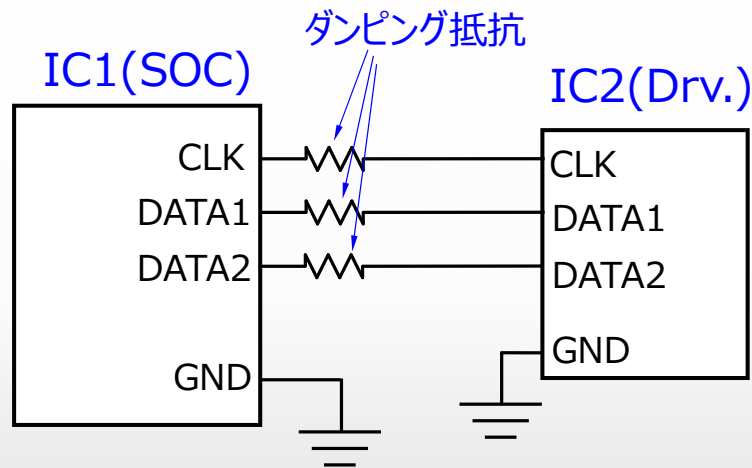 ダンピング抵抗
IC1(SOC)
IC2(Drv.)
CLK
CLK
DATA1
DATA1
DATA2
DATA2
GND
GND